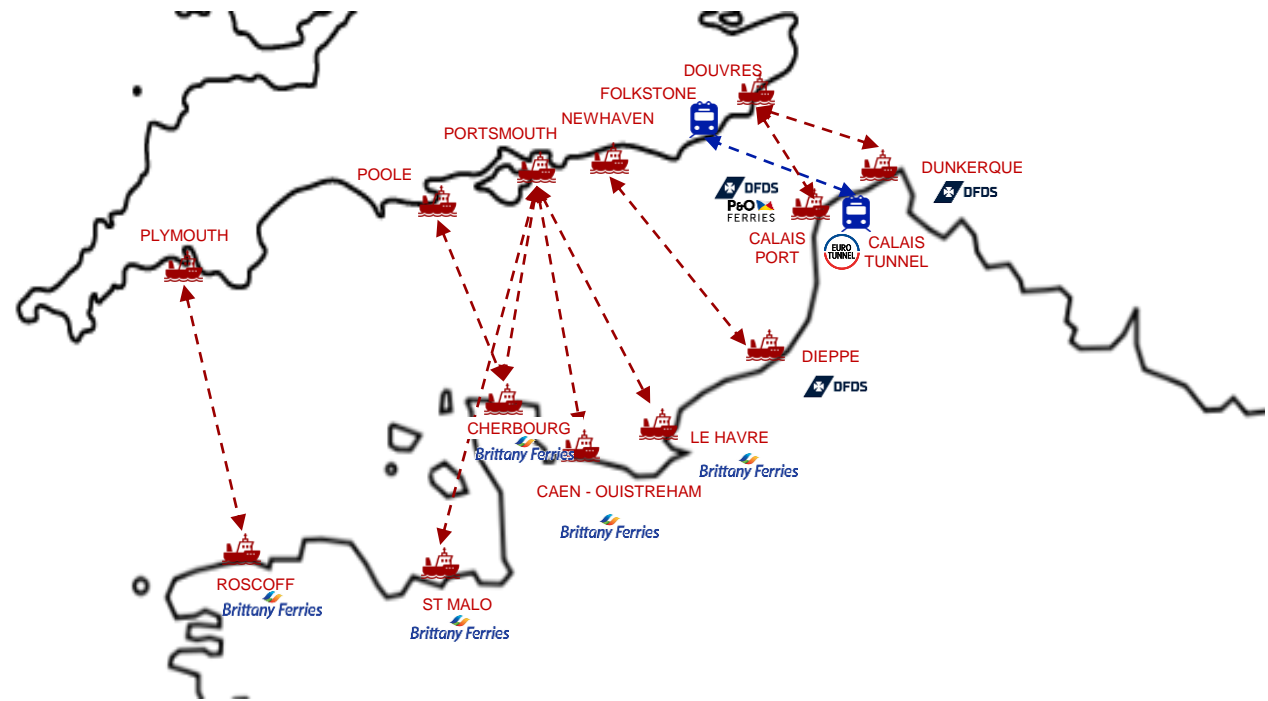 DOUVRES
FOLKSTONE
NEWHAVEN
PORTSMOUTH
POOLE
PLYMOUTH
DUNKERQUE
DFDS
DFDS
P&O
FERRIES
CALAIS
PORT
EURO
TUNNEL
CALAIS
TUNNEL
DIEPPE
DFDS
CHERBOURG
Brittany Ferries
LE HAVRE
Brittany Ferries
CAEN - OUISTREHAM
Brittany Ferries
ROSCOFF
Brittany Ferries
ST MALO
Brittany Ferries